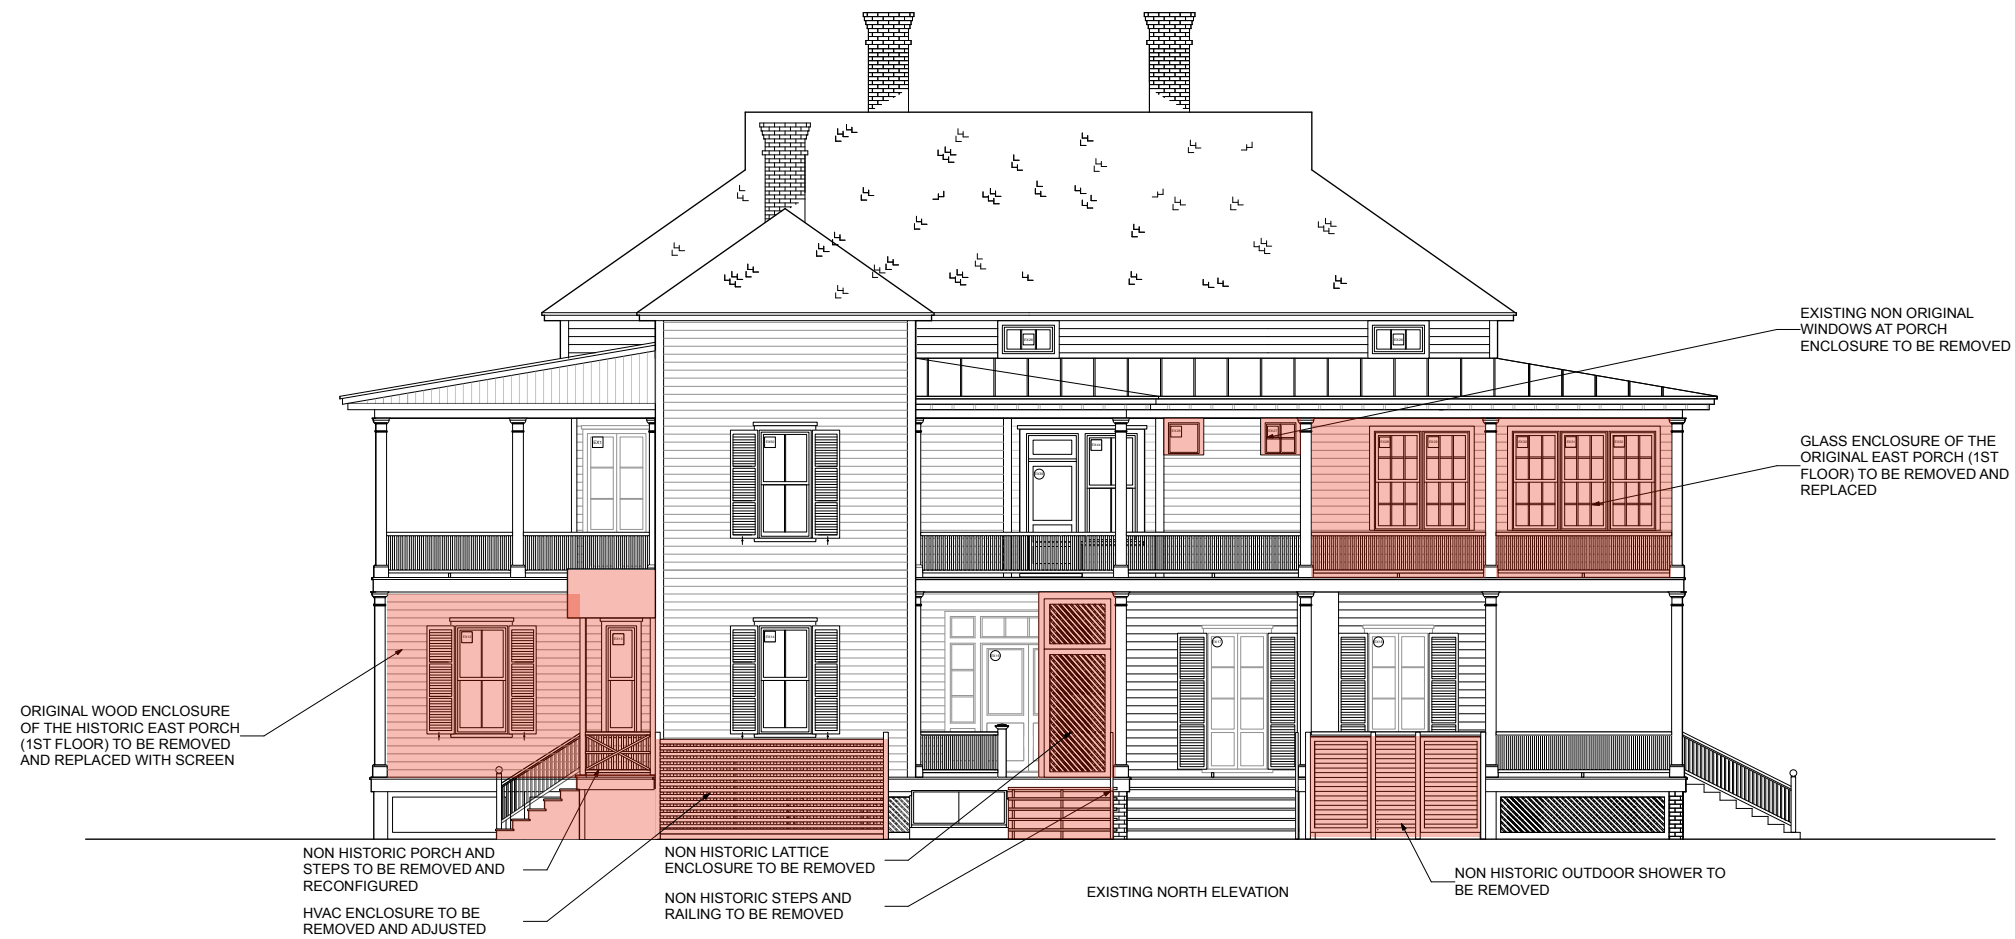 EXISTING NON ORIGINAL
WINDOWS AT PORCH
ENCLOSURE TO BE REMOVED
GLASS ENCLOSURE OF THE
ORIGINAL EAST PORCH (1ST
FLOOR) TO BE REMOVED AND
REPLACED
ORIGINAL WOOD ENCLOSURE
OF THE HISTORIC EAST PORCH
(1ST FLOOR) TO BE REMOVED
AND REPLACED WITH SCREEN
NON HISTORIC PORCH AND
STEPS TO BE REMOVED AND
RECONFIGURED
HVAC ENCLOSURE TO BE
REMOVED AND ADJUSTED
NON HISTORIC LATTICE
ENCLOSURE TO BE REMOVED
NON HISTORIC STEPS AND
RAILING TO BE REMOVED
EXISTING NORTH ELEVATION
NON HISTORIC OUTDOOR SHOWER TO
BE REMOVED